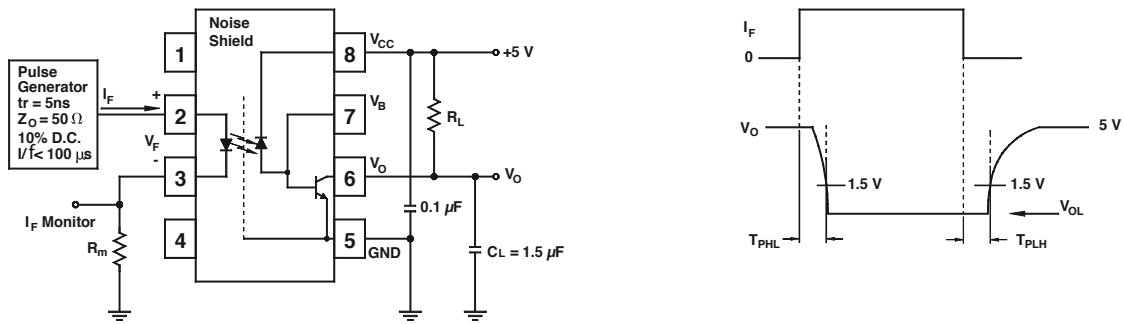 Noise
Shield
1
2
3
4
8
7
6
5
VCC
VB
VO
GND
Pulse
Generator
tr = 5ns
ZO = 50 Ω
10% D.C.
I/f < 100 µs
IF
+
VF
-
IF Monitor
Rm
+5 V
RL
VO
0.1 µF
CL = 1.5 µF
IF
0
VO
5 V
1.5 V
1.5 V
VOL
TPHL
TPLH